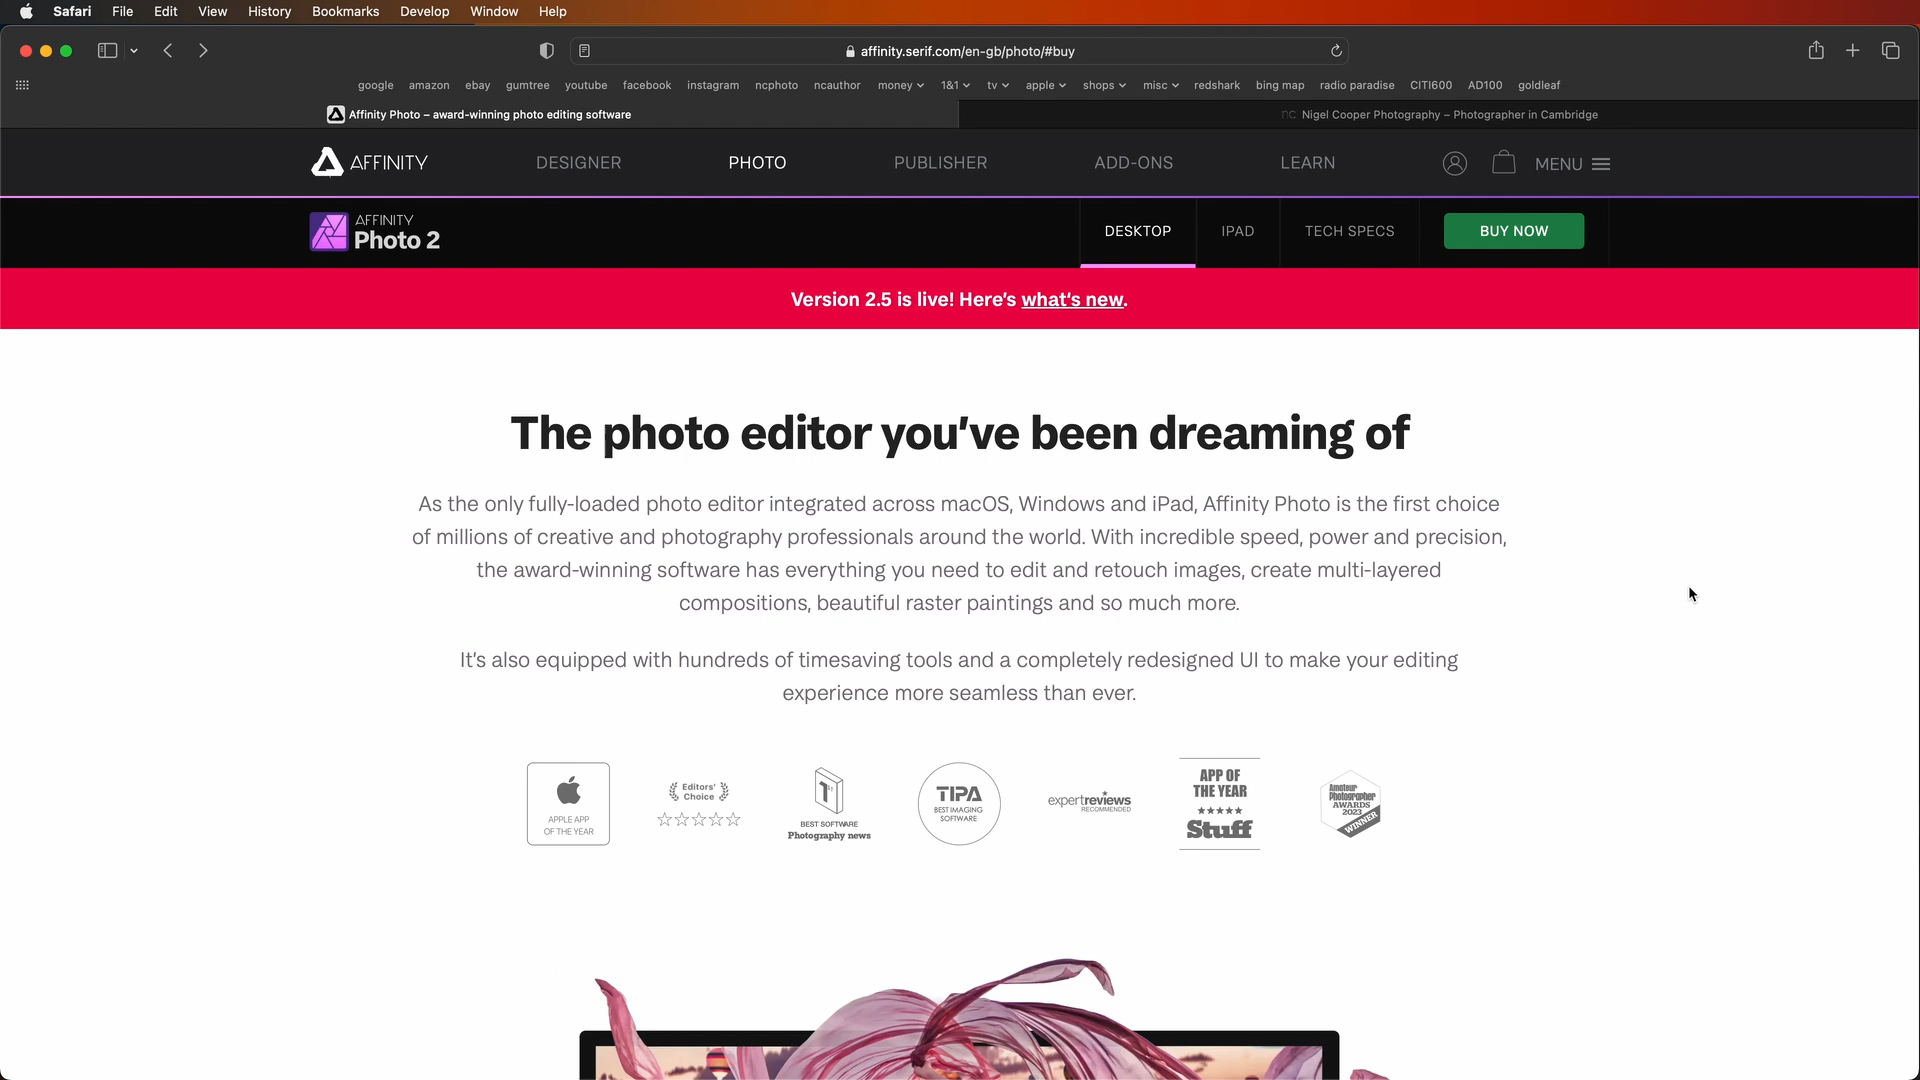 Safari File Edit View History Bookmarks Develop Window Help
affinity.serif.com/en-gb/photo/#buy
google amazon ebay gumtree youtube facebook instagram ncphoto ncauthor money 1&1 tv apple shops misc redshark bing map radio paradise CITI600 AD100 goldleaf
Affinity Photo – award-winning photo editing software
nc Nigel Cooper Photography – Photographer in Cambridge
AFFINITY DESIGNER PHOTO PUBLISHER ADD-ONS LEARN MENU
AFFINITY
Photo 2
DESKTOP IPAD TECH SPECS BUY NOW
Version 2.5 is live! Here's what's new.
The photo editor you've been dreaming of
As the only fully-loaded photo editor integrated across macOS, Windows and iPad, Affinity Photo is the first choice
of millions of creative and photography professionals around the world. With incredible speed, power and precision,
the award-winning software has everything you need to edit and retouch images, create multi-layered
compositions, beautiful raster paintings and so much more.
It's also equipped with hundreds of timesaving tools and a completely redesigned UI to make your editing
experience more seamless than ever.
APPLE APP
OF THE YEAR
Editors'
Choice
1st
BEST SOFTWARE
Photography news
TIPA
BEST IMAGING
SOFTWARE
expertreviews
RECOMMENDED
APP OF
THE YEAR
Stuff
Amateur
Photographer
AWARDS
2023
WINNER